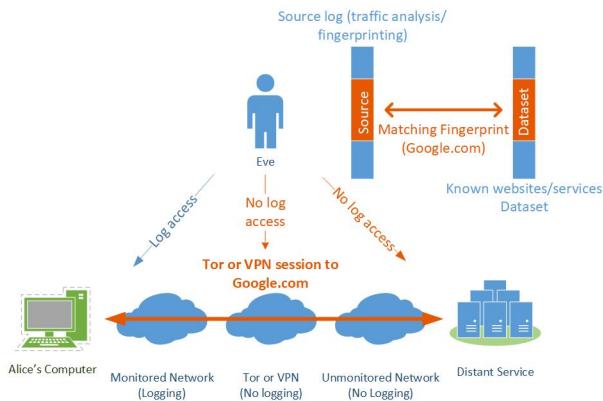 Source log (traffic analysis/
fingerprinting)
Source
Dataset
Matching Fingerprint
(Google.com)
Eve
Known websites/services
Dataset
Log access
No log
access
No log access
Tor or VPN session to
Google.com
Alice's Computer
Monitored Network
(Logging)
Tor or VPN
(No logging)
Unmonitored Network
(No Logging)
Distant Service